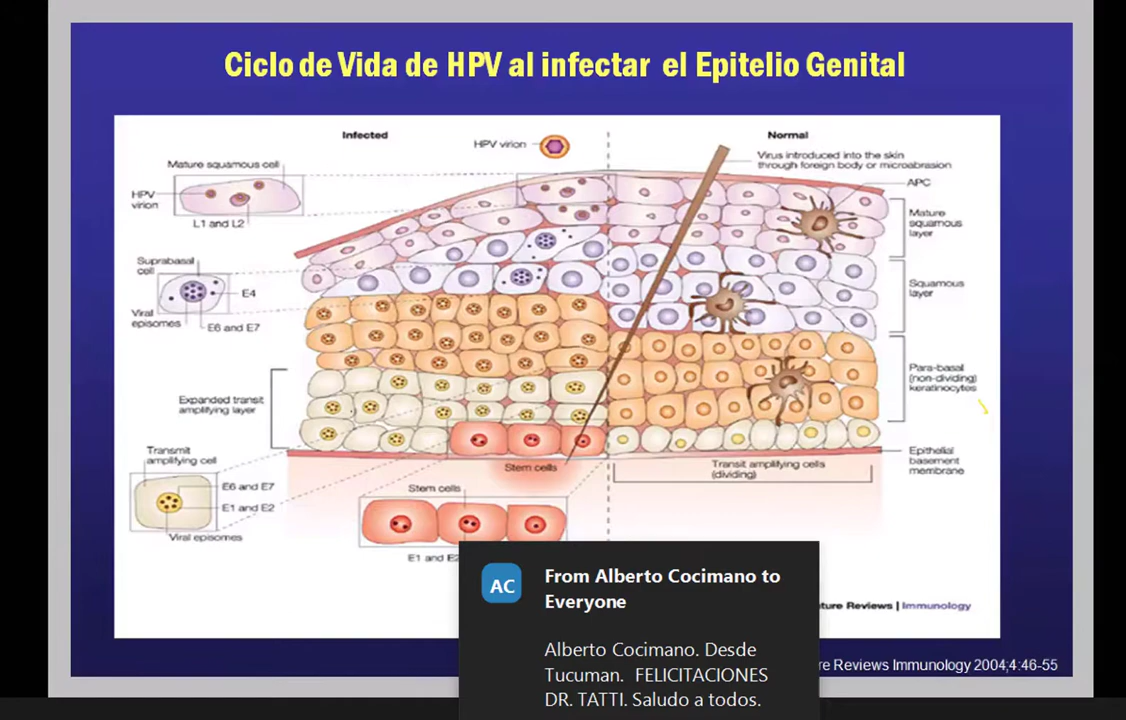 Ciclo de Vida de HPV al infectar el Epitelio Genital
Infected
HPV virion
Normal
Virus introduced into the skin
through foreign body or microabrasion
Mature squamous cell
APC
HPV
virion
L1 and L2
Mature
squamous
layer
Suprabasal
cell
E4
Squamous
layer
Viral
episomes
E6 and E7
Para-basal
(non-dividing)
keratinocytes
Expanded transit
amplifying layer
Transmit
amplifying cell
Epithelial
basement
membrane
Stem cells
Transit amplifying cells
(dividing)
E6 and E7
Stem cells
E1 and E2
Viral episomes
E1 and
AC
From Alberto Cocimano to
Everyone
Reviews | Immunology
Alberto Cocimano. Desde
Tucuman. FELICITACIONES
DR. TATTI. Saludo a todos.
Reviews Immunology 2004;4:46-55